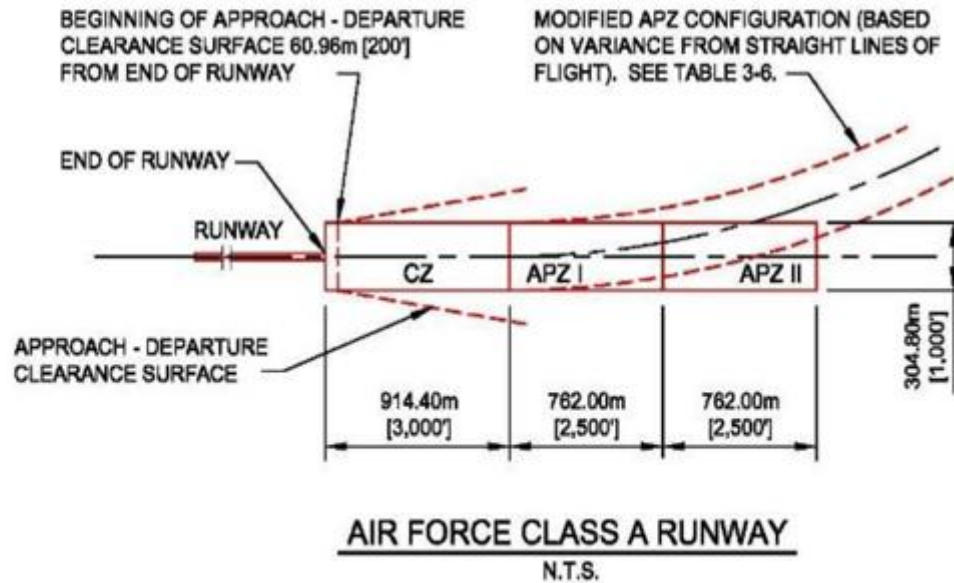 BEGINNING OF APPROACH - DEPARTURE
CLEARANCE SURFACE 60.96m [200']
FROM END OF RUNWAY
MODIFIED APZ CONFIGURATION (BASED
ON VARIANCE FROM STRAIGHT LINES OF
FLIGHT). SEE TABLE 3-6.
END OF RUNWAY
RUNWAY
CZ
APZ I
APZ II
APPROACH - DEPARTURE
CLEARANCE SURFACE
914.40m
[3,000']
762.00m
[2,500']
762.00m
[2,500']
304.80m
[1,000']
AIR FORCE CLASS A RUNWAY
N.T.S.